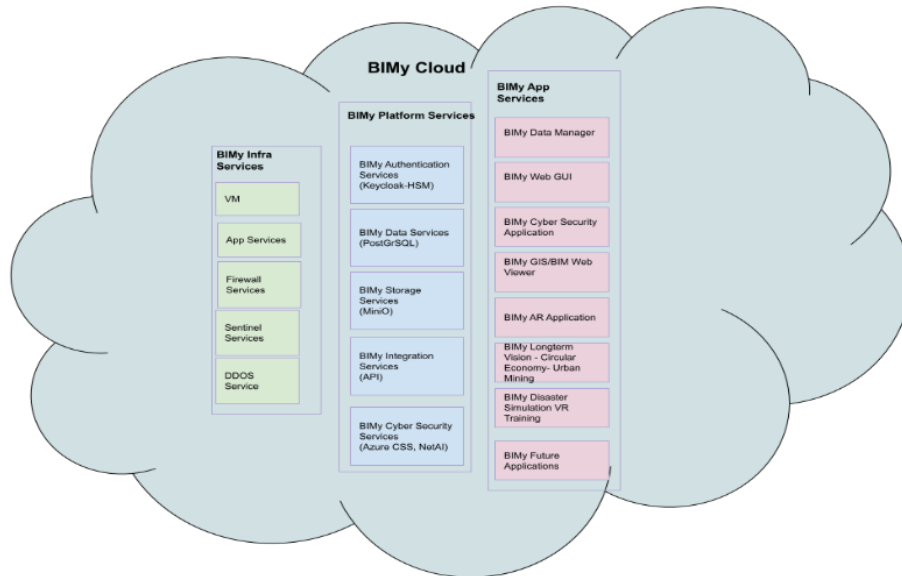 BIMy Cloud
BIMy Infra
Services
VM
App Services
Firewall
Services
Sentinel
Services
DDOS
Service
BIMy Platform Services
BIMy Authentication
Services
(Keycloak-HSM)
BIMy Data Services
(PostGrSQL)
BIMy Storage
Services
(MiniO)
BIMy Integration
Services
(API)
BIMy Cyber Security
Services
(Azure CSS, NetAI)
BIMy App
Services
BIMy Data Manager
BIMy Web GUI
BIMy Cyber Security
Application
BIMy GIS/BIM Web
Viewer
BIMy AR Application
BIMy Longterm
Vision - Circular
Economy- Urban
Mining
BIMy Disaster
Simulation VR
Training
BIMy Future
Applications